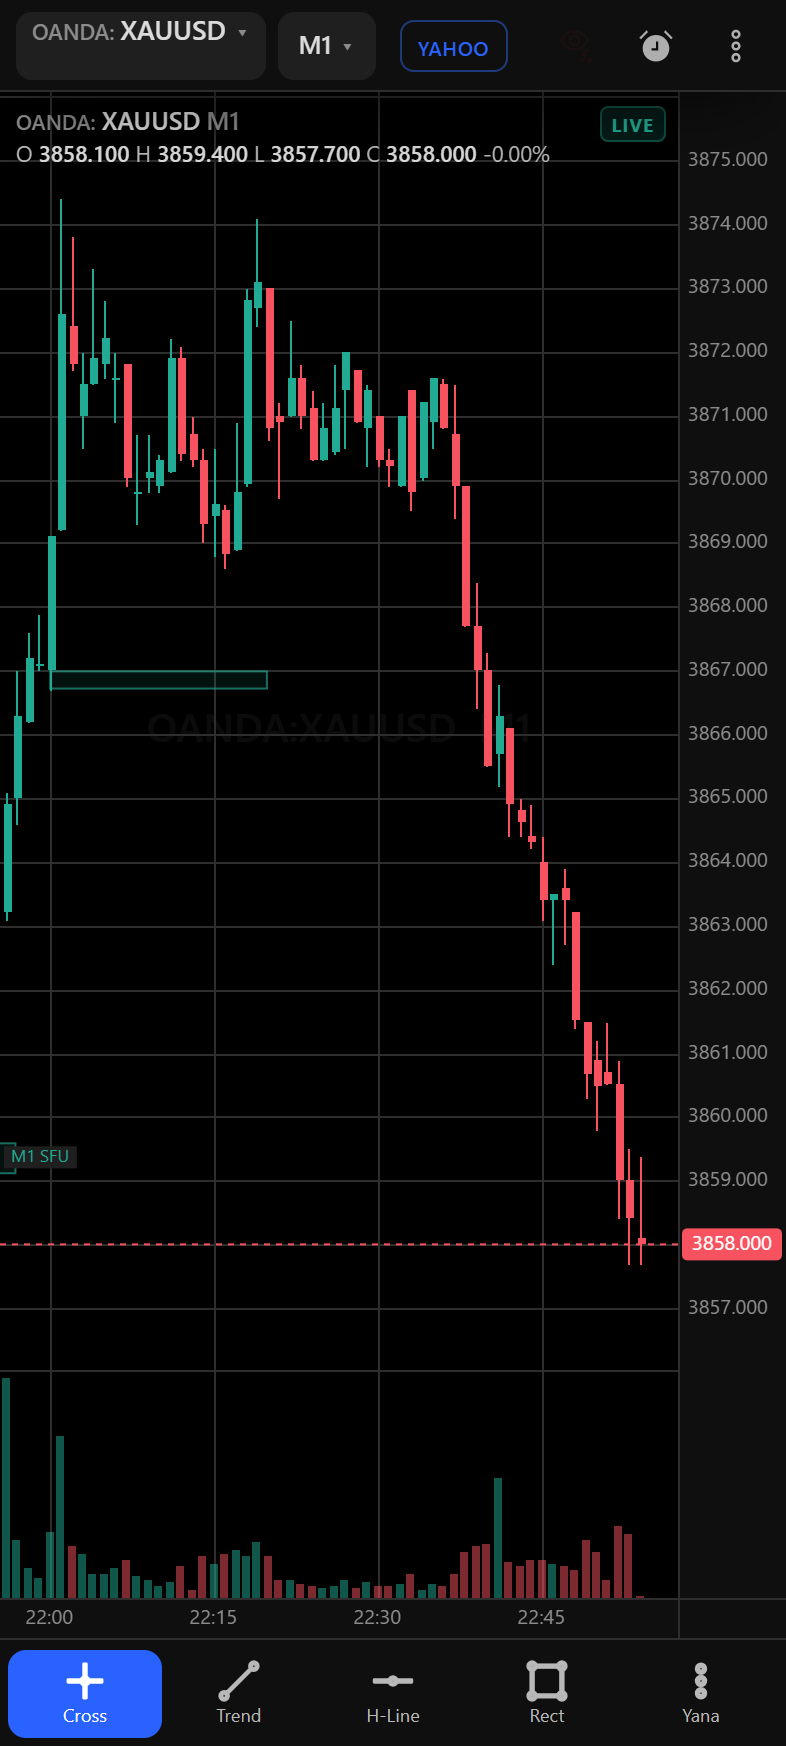 OANDA: XAUUSD ▾
M1 ▾
YAHOO
OANDA: XAUUSD M1
LIVE
O 3858.100 H 3859.400 L 3857.700 C 3858.000 -0.00%
3875.000
3874.000
3873.000
3872.000
3871.000
3870.000
3869.000
3868.000
3867.000
OANDA:XAUUSD M1
3866.000
3865.000
3864.000
3863.000
3862.000
3861.000
3860.000
M1 SFU
3859.000
3858.000
3857.000
22:00 22:15 22:30 22:45
Cross Trend H-Line Rect Yana